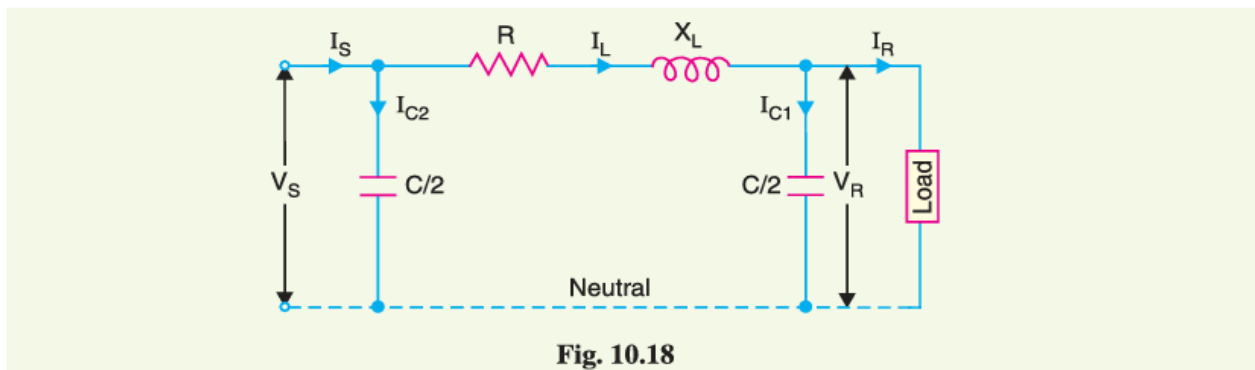 I_S R I_L X_L I_R
I_C2 I_C1
V_S C/2 C/2 V_R Load
Neutral
Fig. 10.18